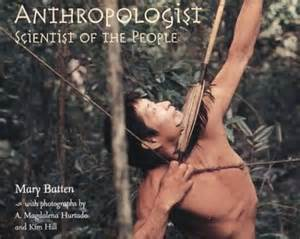 ANTHROPOLOGIST
SCIENTIST OF THE PEOPLE
Mary Batten
with photographs by
A. Magdalena Hurtado
and Kim Hill